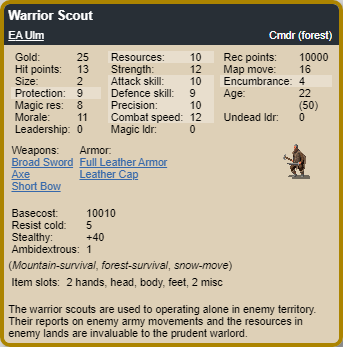 Warrior Scout
EA Ulm Cmdr (forest)
Gold: 25 Resources: 10 Rec points: 10000
Hit points: 13 Strength: 12 Map move: 16
Size: 2 Attack skill: 10 Encumbrance: 4
Protection: 9 Defence skill: 9 Age: 22
Magic res: 8 Precision: 10 (50)
Morale: 11 Combat speed: 12 Undead ldr: 0
Leadership: 0 Magic ldr: 0
Weapons: Armor:
Broad Sword Full Leather Armor
Axe Leather Cap
Short Bow
Basecost: 10010
Resist cold: 5
Stealthy: +40
Ambidextrous: 1
(Mountain-survival, forest-survival, snow-move)
Item slots: 2 hands, head, body, feet, 2 misc
The warrior scouts are used to operating alone in enemy territory.
Their reports on enemy army movements and the resources in
enemy lands are invaluable to the prudent warlord.